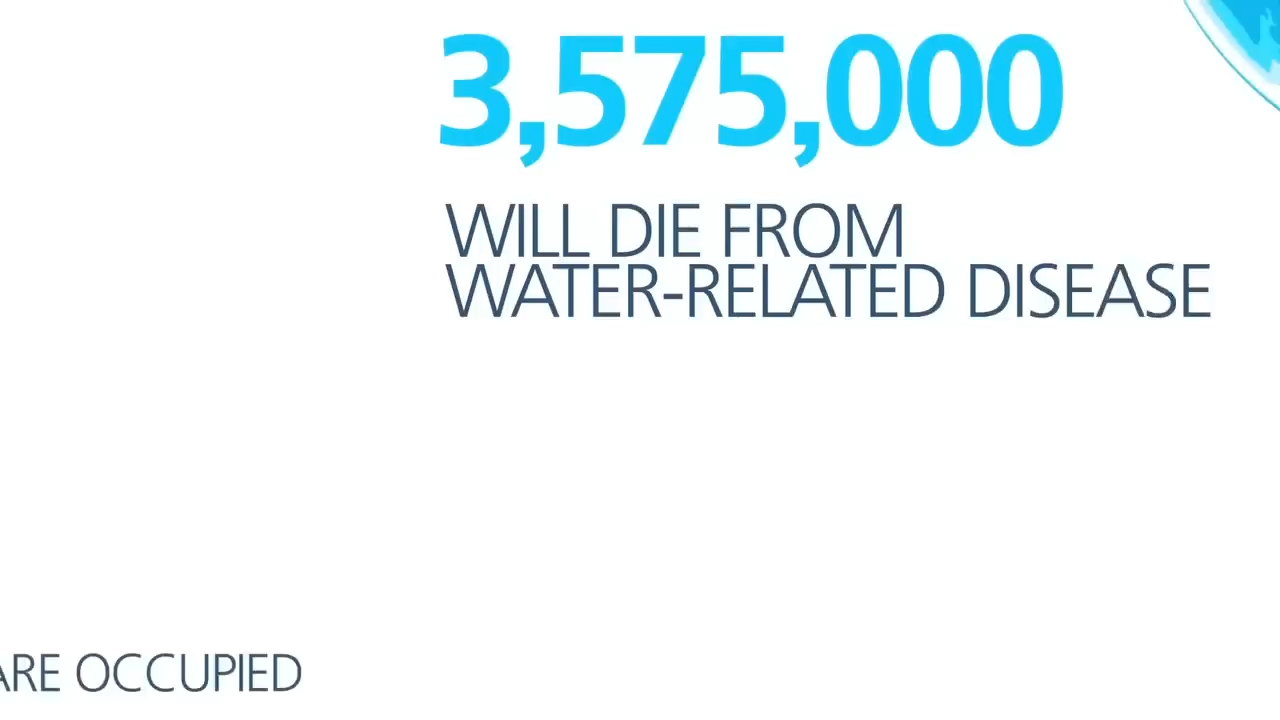 3,575,000
WILL DIE FROM
WATER-RELATED DISEASE
ARE OCCUPIED